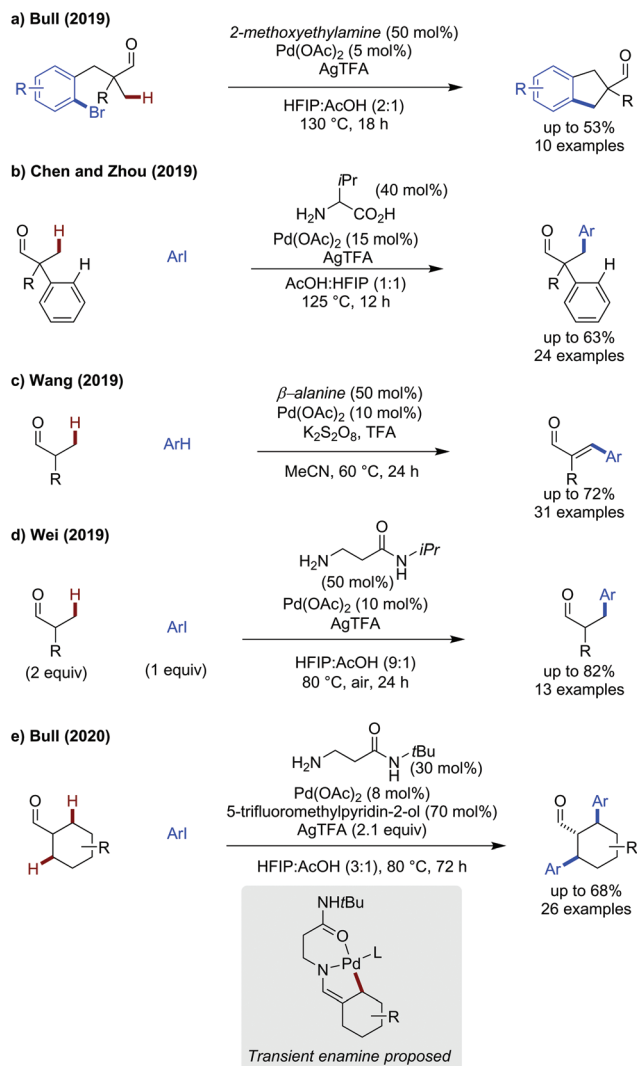 a) Bull (2019)
2-methoxyethylamine (50 mol%)
Pd(OAc)2 (5 mol%)
AgTFA
HFIP:AcOH (2:1)
130 °C, 18 h
R
Br
R
H
O
O
R
R
up to 53%
10 examples
b) Chen and Zhou (2019)
iPr
(40 mol%)
H2N
CO2H
Pd(OAc)2 (15 mol%)
AgTFA
AcOH:HFIP (1:1)
125 °C, 12 h
O
H
H
R
ArI
O
Ar
H
R
up to 63%
24 examples
c) Wang (2019)
β–alanine (50 mol%)
Pd(OAc)2 (10 mol%)
K2S2O8, TFA
MeCN, 60 °C, 24 h
O
H
R
ArH
O
Ar
R
up to 72%
31 examples
d) Wei (2019)
O
H2N
N
H
iPr
(50 mol%)
Pd(OAc)2 (10 mol%)
AgTFA
HFIP:AcOH (9:1)
80 °C, air, 24 h
O
H
R
(2 equiv)
ArI
(1 equiv)
O
Ar
R
up to 82%
13 examples
e) Bull (2020)
O
H2N
N
H
tBu
(30 mol%)
Pd(OAc)2 (8 mol%)
5-trifluoromethylpyridin-2-ol (70 mol%)
AgTFA (2.1 equiv)
HFIP:AcOH (3:1), 80 °C, 72 h
O
H
R
H
ArI
O
Ar
R
Ar
up to 68%
26 examples
NHtBu
O
Pd
L
N
R
Transient enamine proposed